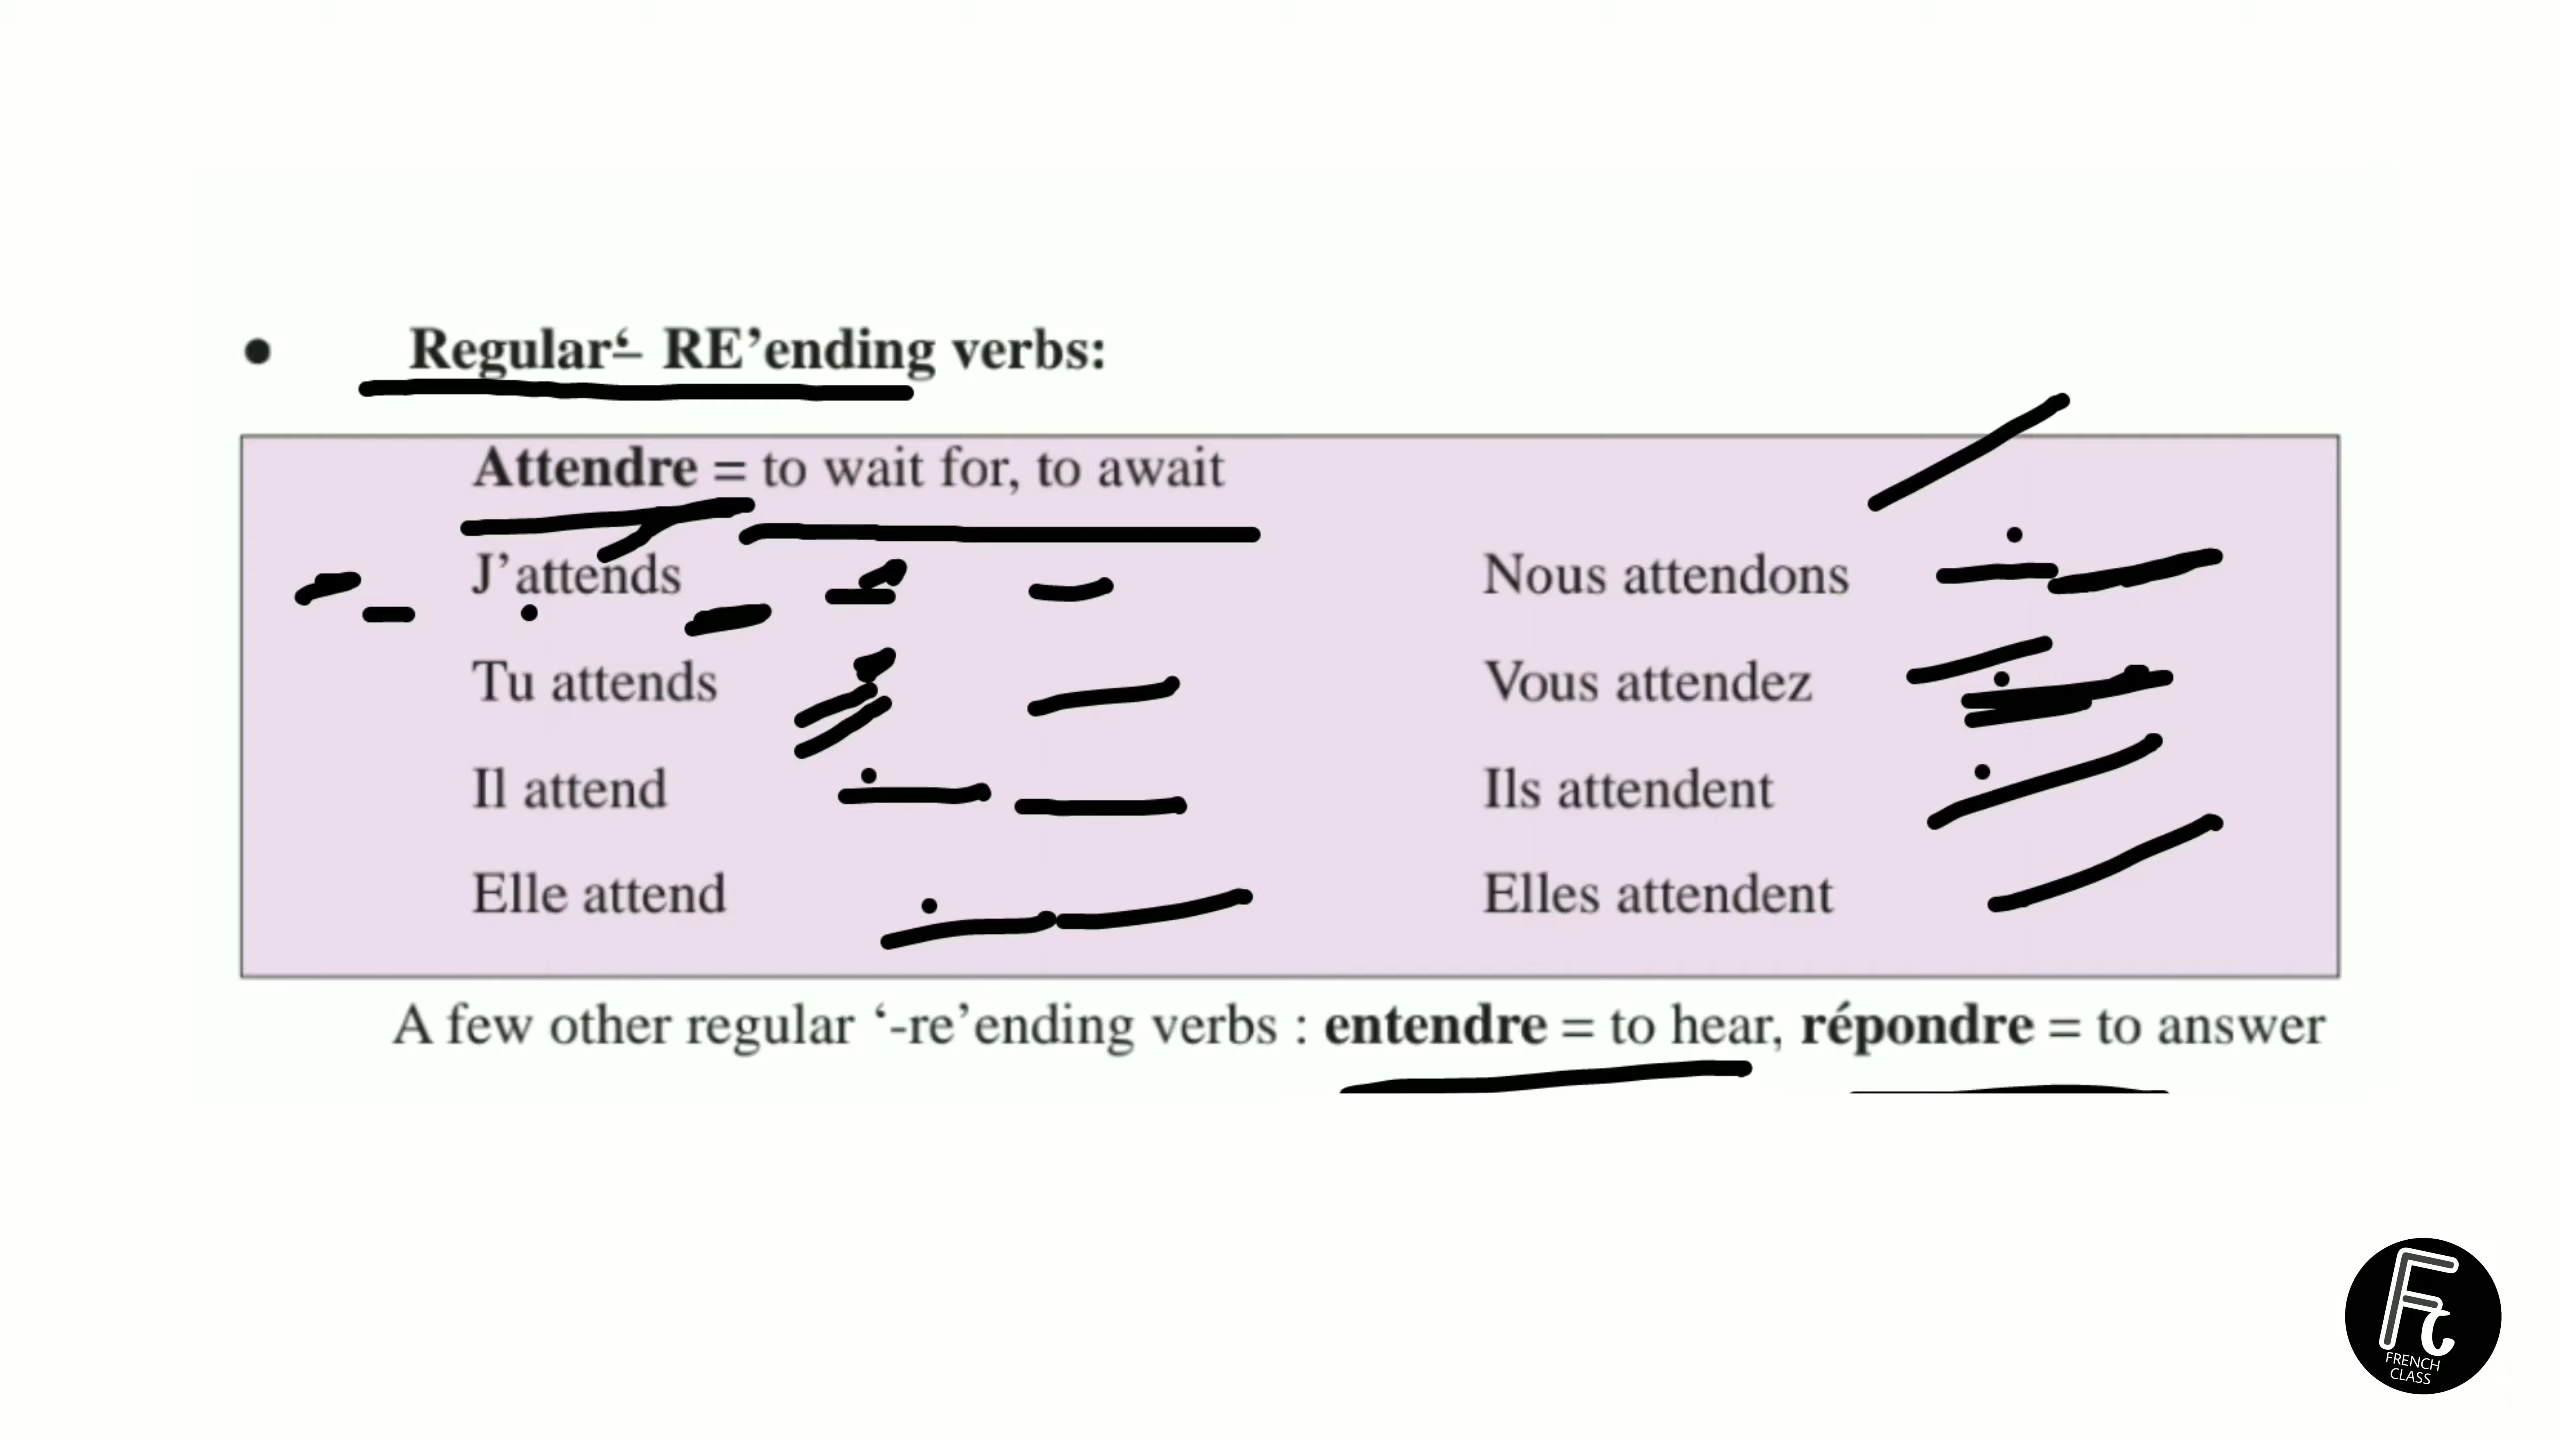 • Regular‘– RE’ending verbs:
Attendre = to wait for, to await
J’attends Nous attendons
Tu attends Vous attendez
Il attend Ils attendent
Elle attend Elles attendent
A few other regular ‘-re’ending verbs : entendre = to hear, répondre = to answer
Fc
FRENCH
CLASS